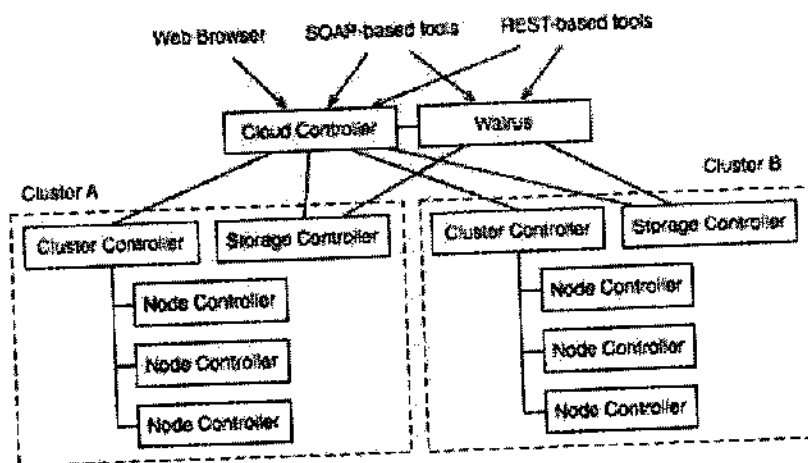 Web Browser
SOAP-based tools
REST-based tools
Cloud Controller
Walrus
Cluster A
Cluster B
Cluster Controller
Storage Controller
Cluster Controller
Storage Controller
Node Controller
Node Controller
Node Controller
Node Controller
Node Controller
Node Controller